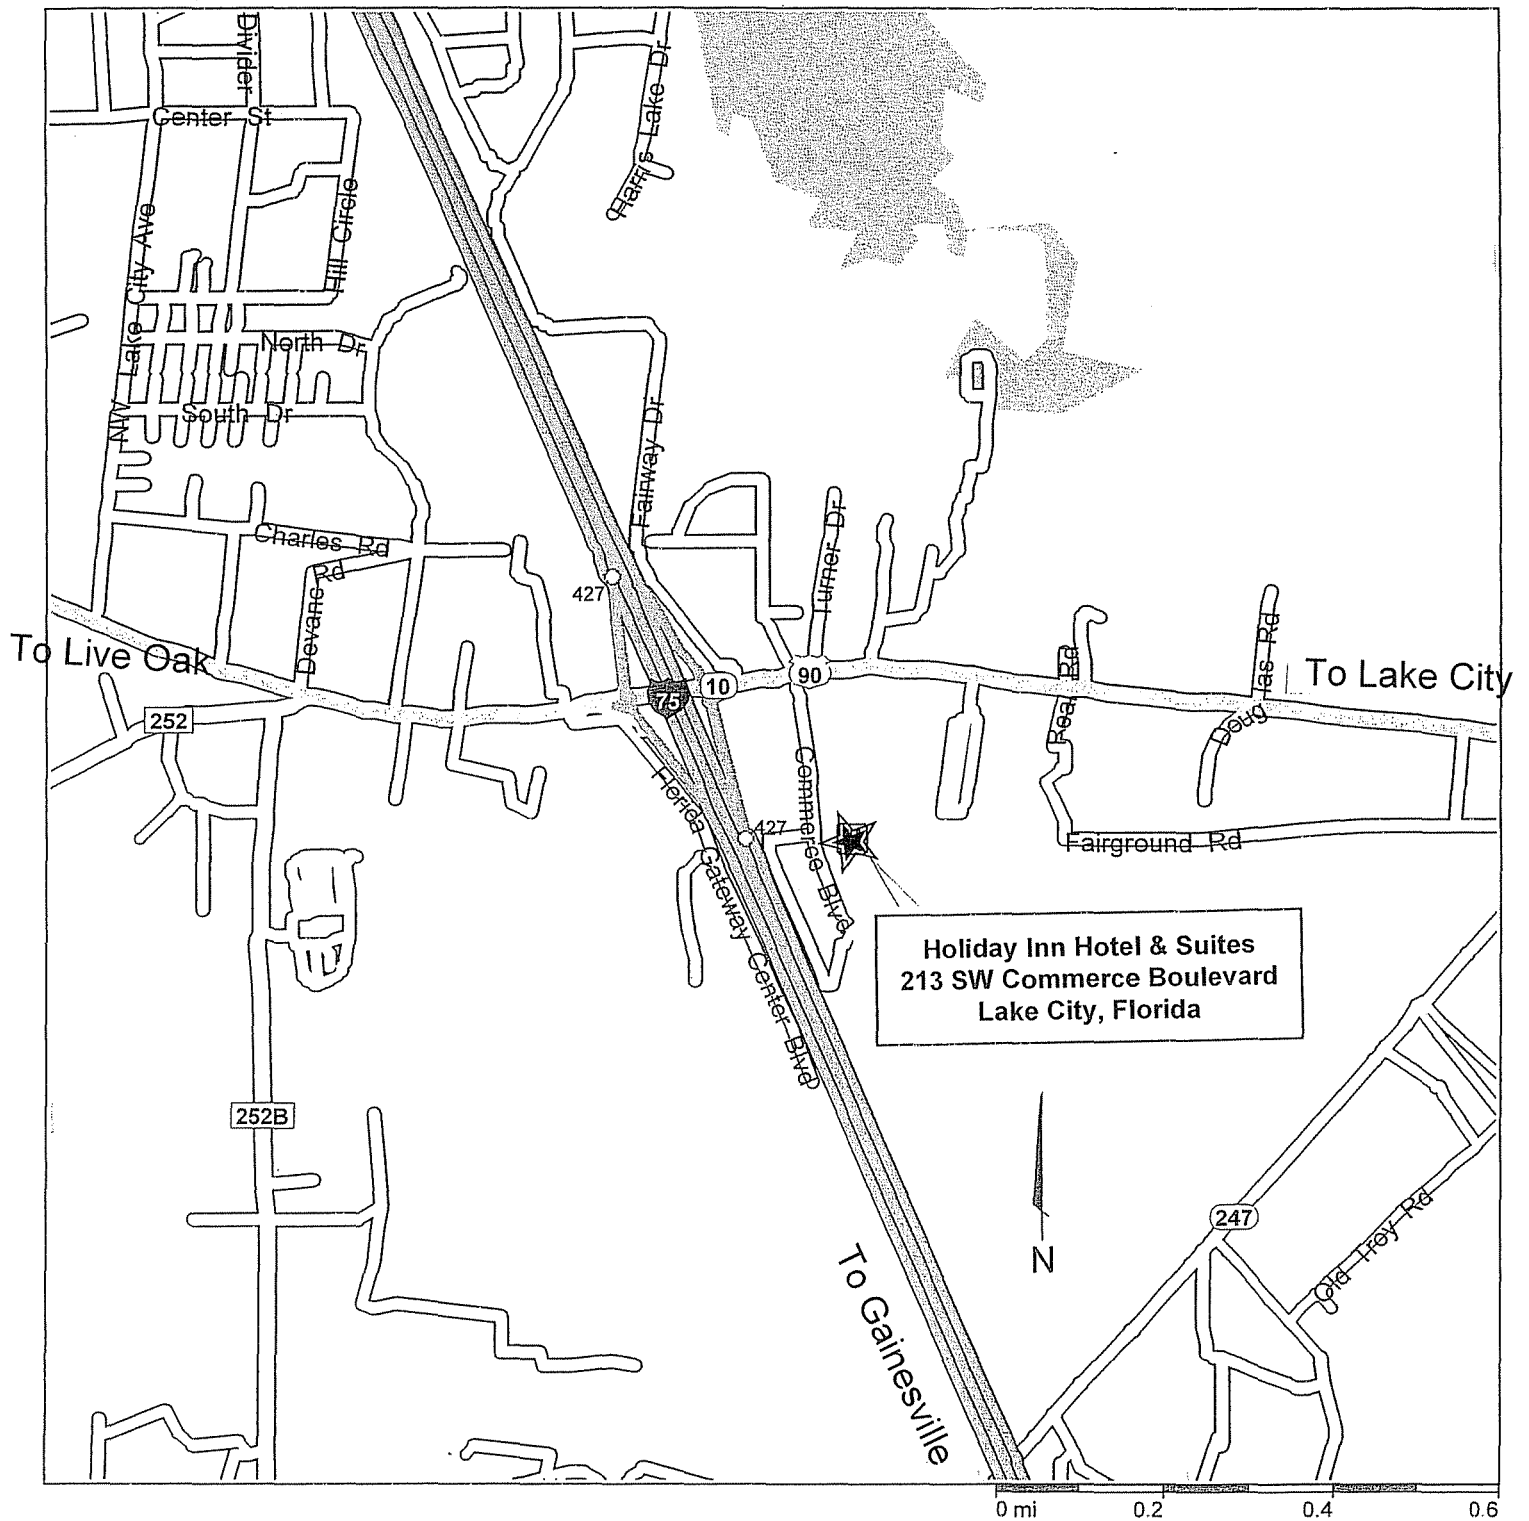 Divider
Center St
Harris Lake Dr
Hill Circle
NW Lake City Ave
North Dr
South Dr
Fairway Dr
Charles Rd
Devane Rd
Turner Dr
427
To Live Oak
252
75
10
90
Real Rd
Douglas Rd
To Lake City
Florida Gateway Center Blvd
427
Commerce Blvd
Fairground Rd
Holiday Inn Hotel & Suites
213 SW Commerce Boulevard
Lake City, Florida
252B
N
247
Old Troy Rd
To Gainesville
0 mi 0.2 0.4 0.6